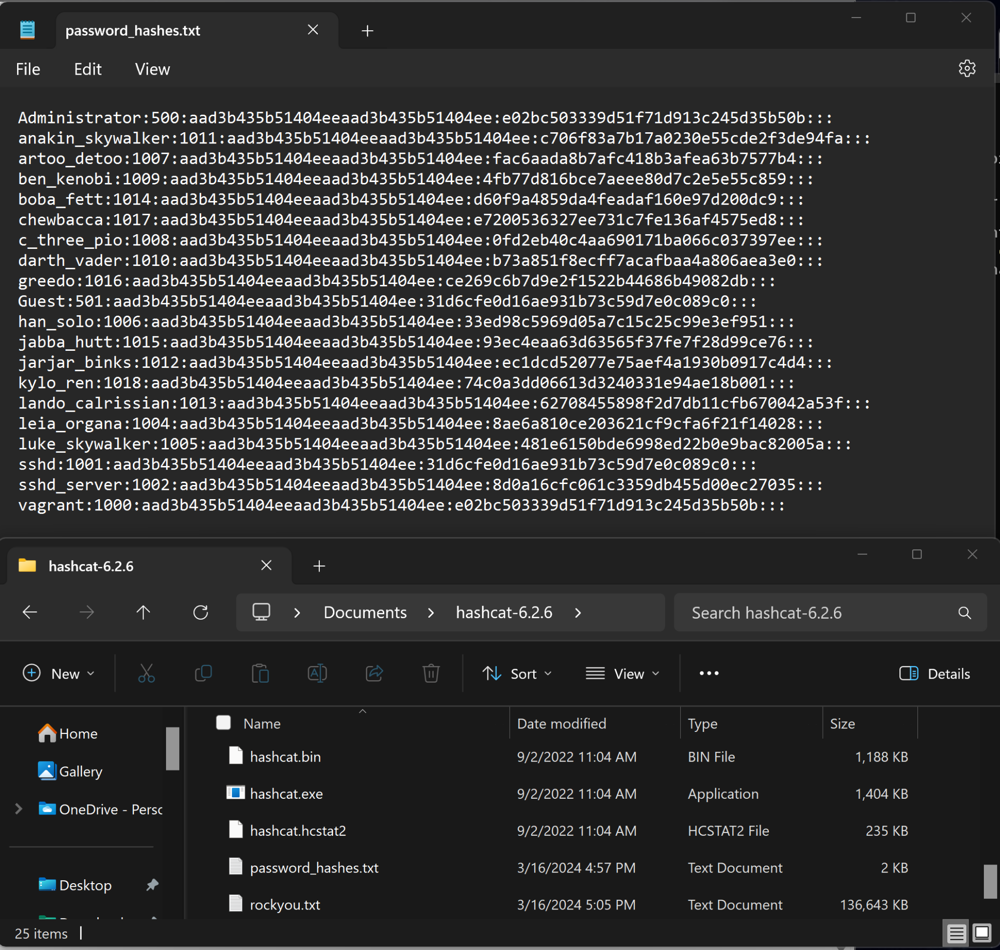 password_hashes.txt
File Edit View
Administrator:500:aad3b435b51404eeaad3b435b51404ee:e02bc503339d51f71d913c245d35b50b:::
anakin_skywalker:1011:aad3b435b51404eeaad3b435b51404ee:c706f83a7b17a0230e55cde2f3de94fa:::
artoo_detoo:1007:aad3b435b51404eeaad3b435b51404ee:fac6aada8b7afc418b3afea63b7577b4:::
ben_kenobi:1009:aad3b435b51404eeaad3b435b51404ee:4fb77d816bce7aeee80d7c2e5e55c859:::
boba_fett:1014:aad3b435b51404eeaad3b435b51404ee:d60f9a4859da4feadaf160e97d200dc9:::
chewbacca:1017:aad3b435b51404eeaad3b435b51404ee:e7200536327ee731c7fe136af4575ed8:::
c_three_pio:1008:aad3b435b51404eeaad3b435b51404ee:0fd2eb40c4aa690171ba066c037397ee:::
darth_vader:1010:aad3b435b51404eeaad3b435b51404ee:b73a851f8ecff7acafbaa4a806aea3e0:::
greedo:1016:aad3b435b51404eeaad3b435b51404ee:ce269c6b7d9e2f1522b44686b49082db:::
Guest:501:aad3b435b51404eeaad3b435b51404ee:31d6cfe0d16ae931b73c59d7e0c089c0:::
han_solo:1006:aad3b435b51404eeaad3b435b51404ee:33ed98c5969d05a7c15c25c99e3ef951:::
jabba_hutt:1015:aad3b435b51404eeaad3b435b51404ee:93ec4eaa63d63565f37fe7f28d99ce76:::
jarjar_binks:1012:aad3b435b51404eeaad3b435b51404ee:ec1dcd52077e75aef4a1930b0917c4d4:::
kylo_ren:1018:aad3b435b51404eeaad3b435b51404ee:74c0a3dd06613d3240331e94ae18b001:::
lando_calrissian:1013:aad3b435b51404eeaad3b435b51404ee:62708455898f2d7db11cfb670042a53f:::
leia_organa:1004:aad3b435b51404eeaad3b435b51404ee:8ae6a810ce203621cf9cfa6f21f14028:::
luke_skywalker:1005:aad3b435b51404eeaad3b435b51404ee:481e6150bde6998ed22b0e9bac82005a:::
sshd:1001:aad3b435b51404eeaad3b435b51404ee:31d6cfe0d16ae931b73c59d7e0c089c0:::
sshd_server:1002:aad3b435b51404eeaad3b435b51404ee:8d0a16cfc061c3359db455d00ec27035:::
vagrant:1000:aad3b435b51404eeaad3b435b51404ee:e02bc503339d51f71d913c245d35b50b:::
hashcat-6.2.6
Documents > hashcat-6.2.6 > Search hashcat-6.2.6
New Sort View ••• Details
Name Date modified Type Size
Home
Gallery
OneDrive - Persc
Desktop
hashcat.bin 9/2/2022 11:04 AM BIN File 1,188 KB
hashcat.exe 9/2/2022 11:04 AM Application 1,404 KB
hashcat.hcstat2 9/2/2022 11:04 AM HCSTAT2 File 235 KB
password_hashes.txt 3/16/2024 4:57 PM Text Document 2 KB
rockyou.txt 3/16/2024 5:05 PM Text Document 136,643 KB
25 items